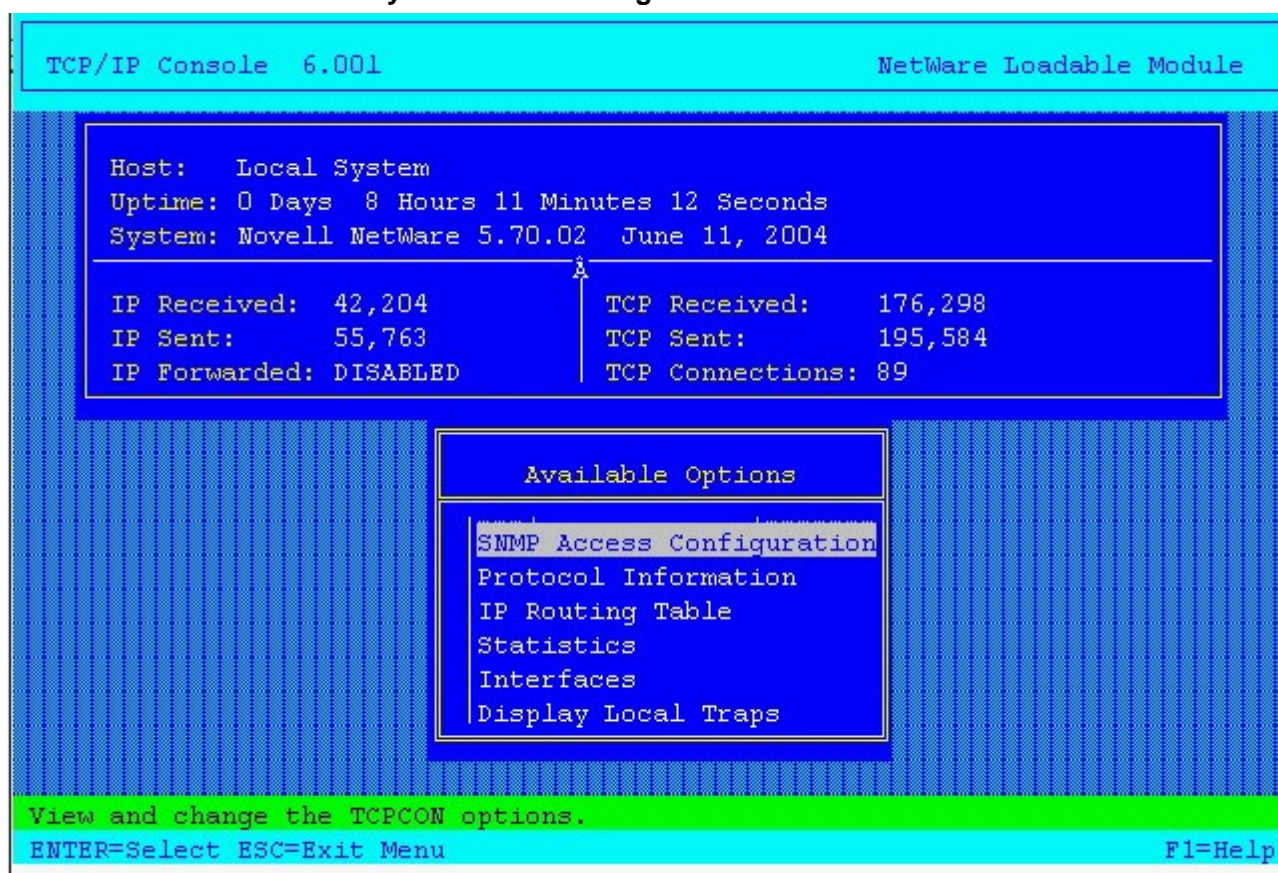 TCP/IP Console 6.00l NetWare Loadable Module
Host: Local System
Uptime: 0 Days 8 Hours 11 Minutes 12 Seconds
System: Novell NetWare 5.70.02 June 11, 2004
IP Received: 42,204 TCP Received: 176,298
IP Sent: 55,763 TCP Sent: 195,584
IP Forwarded: DISABLED TCP Connections: 89
Available Options
SNMP Access Configuration
Protocol Information
IP Routing Table
Statistics
Interfaces
Display Local Traps
View and change the TCPCON options.
ENTER=Select ESC=Exit Menu F1=Help